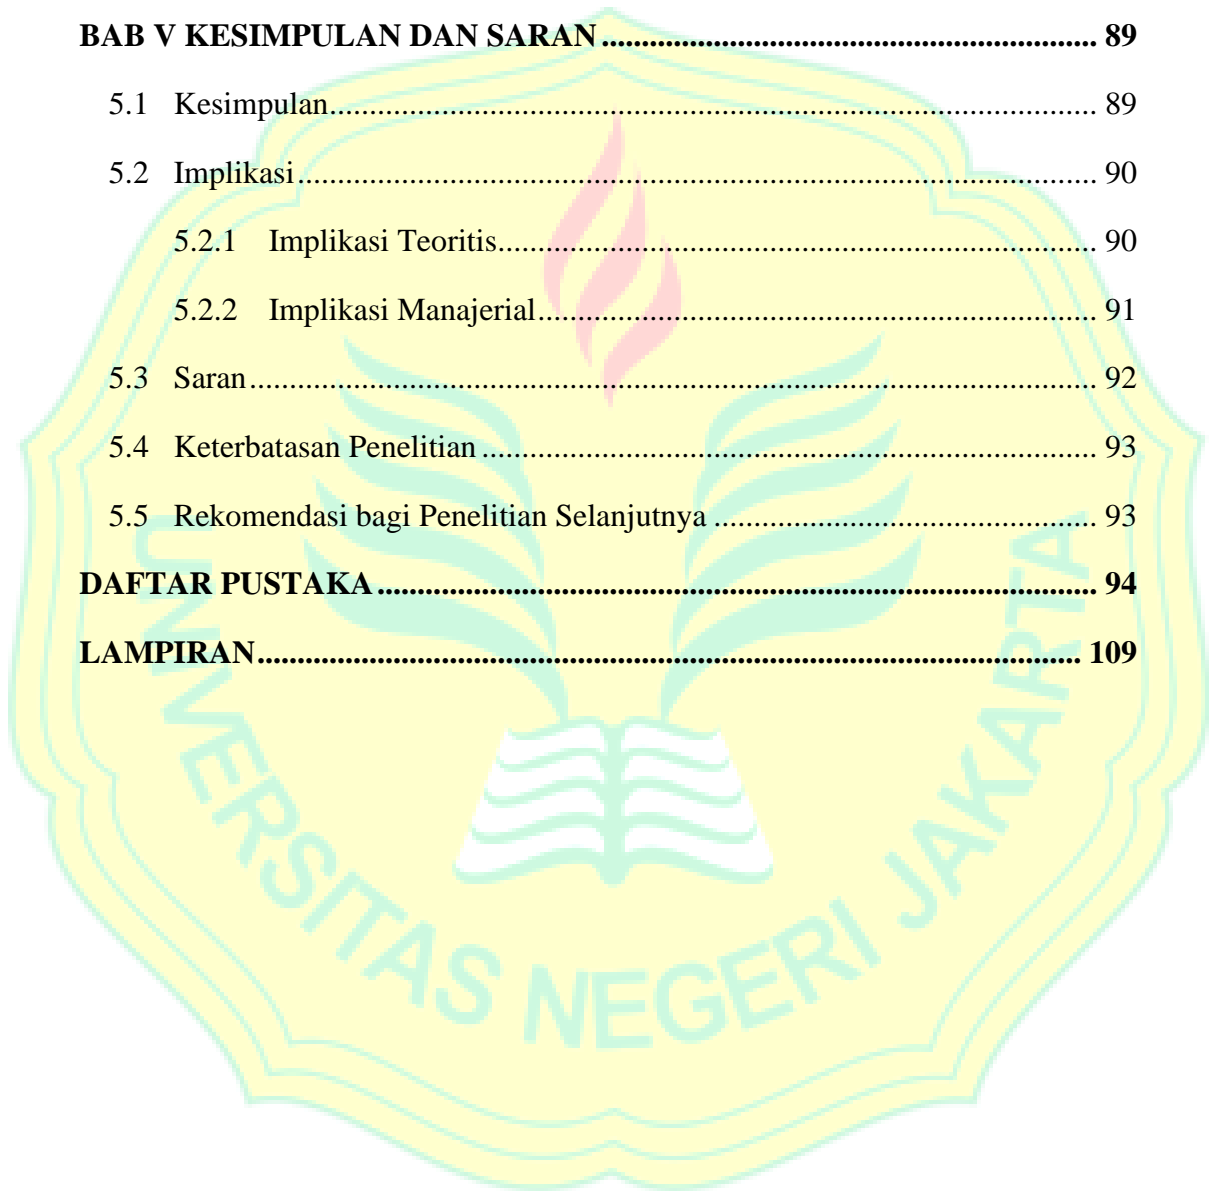 BAB V KESIMPULAN DAN SARAN ............................................................... 89
5.1 Kesimpulan................................................................................................. 89
5.2 Implikasi..................................................................................................... 90
5.2.1 Implikasi Teoritis........................................................................... 90
5.2.2 Implikasi Manajerial...................................................................... 91
5.3 Saran........................................................................................................... 92
5.4 Keterbatasan Penelitian .............................................................................. 93
5.5 Rekomendasi bagi Penelitian Selanjutnya ................................................ 93
DAFTAR PUSTAKA ........................................................................................... 94
LAMPIRAN........................................................................................................ 109
UNIVERSITAS NEGERI JAKARTA